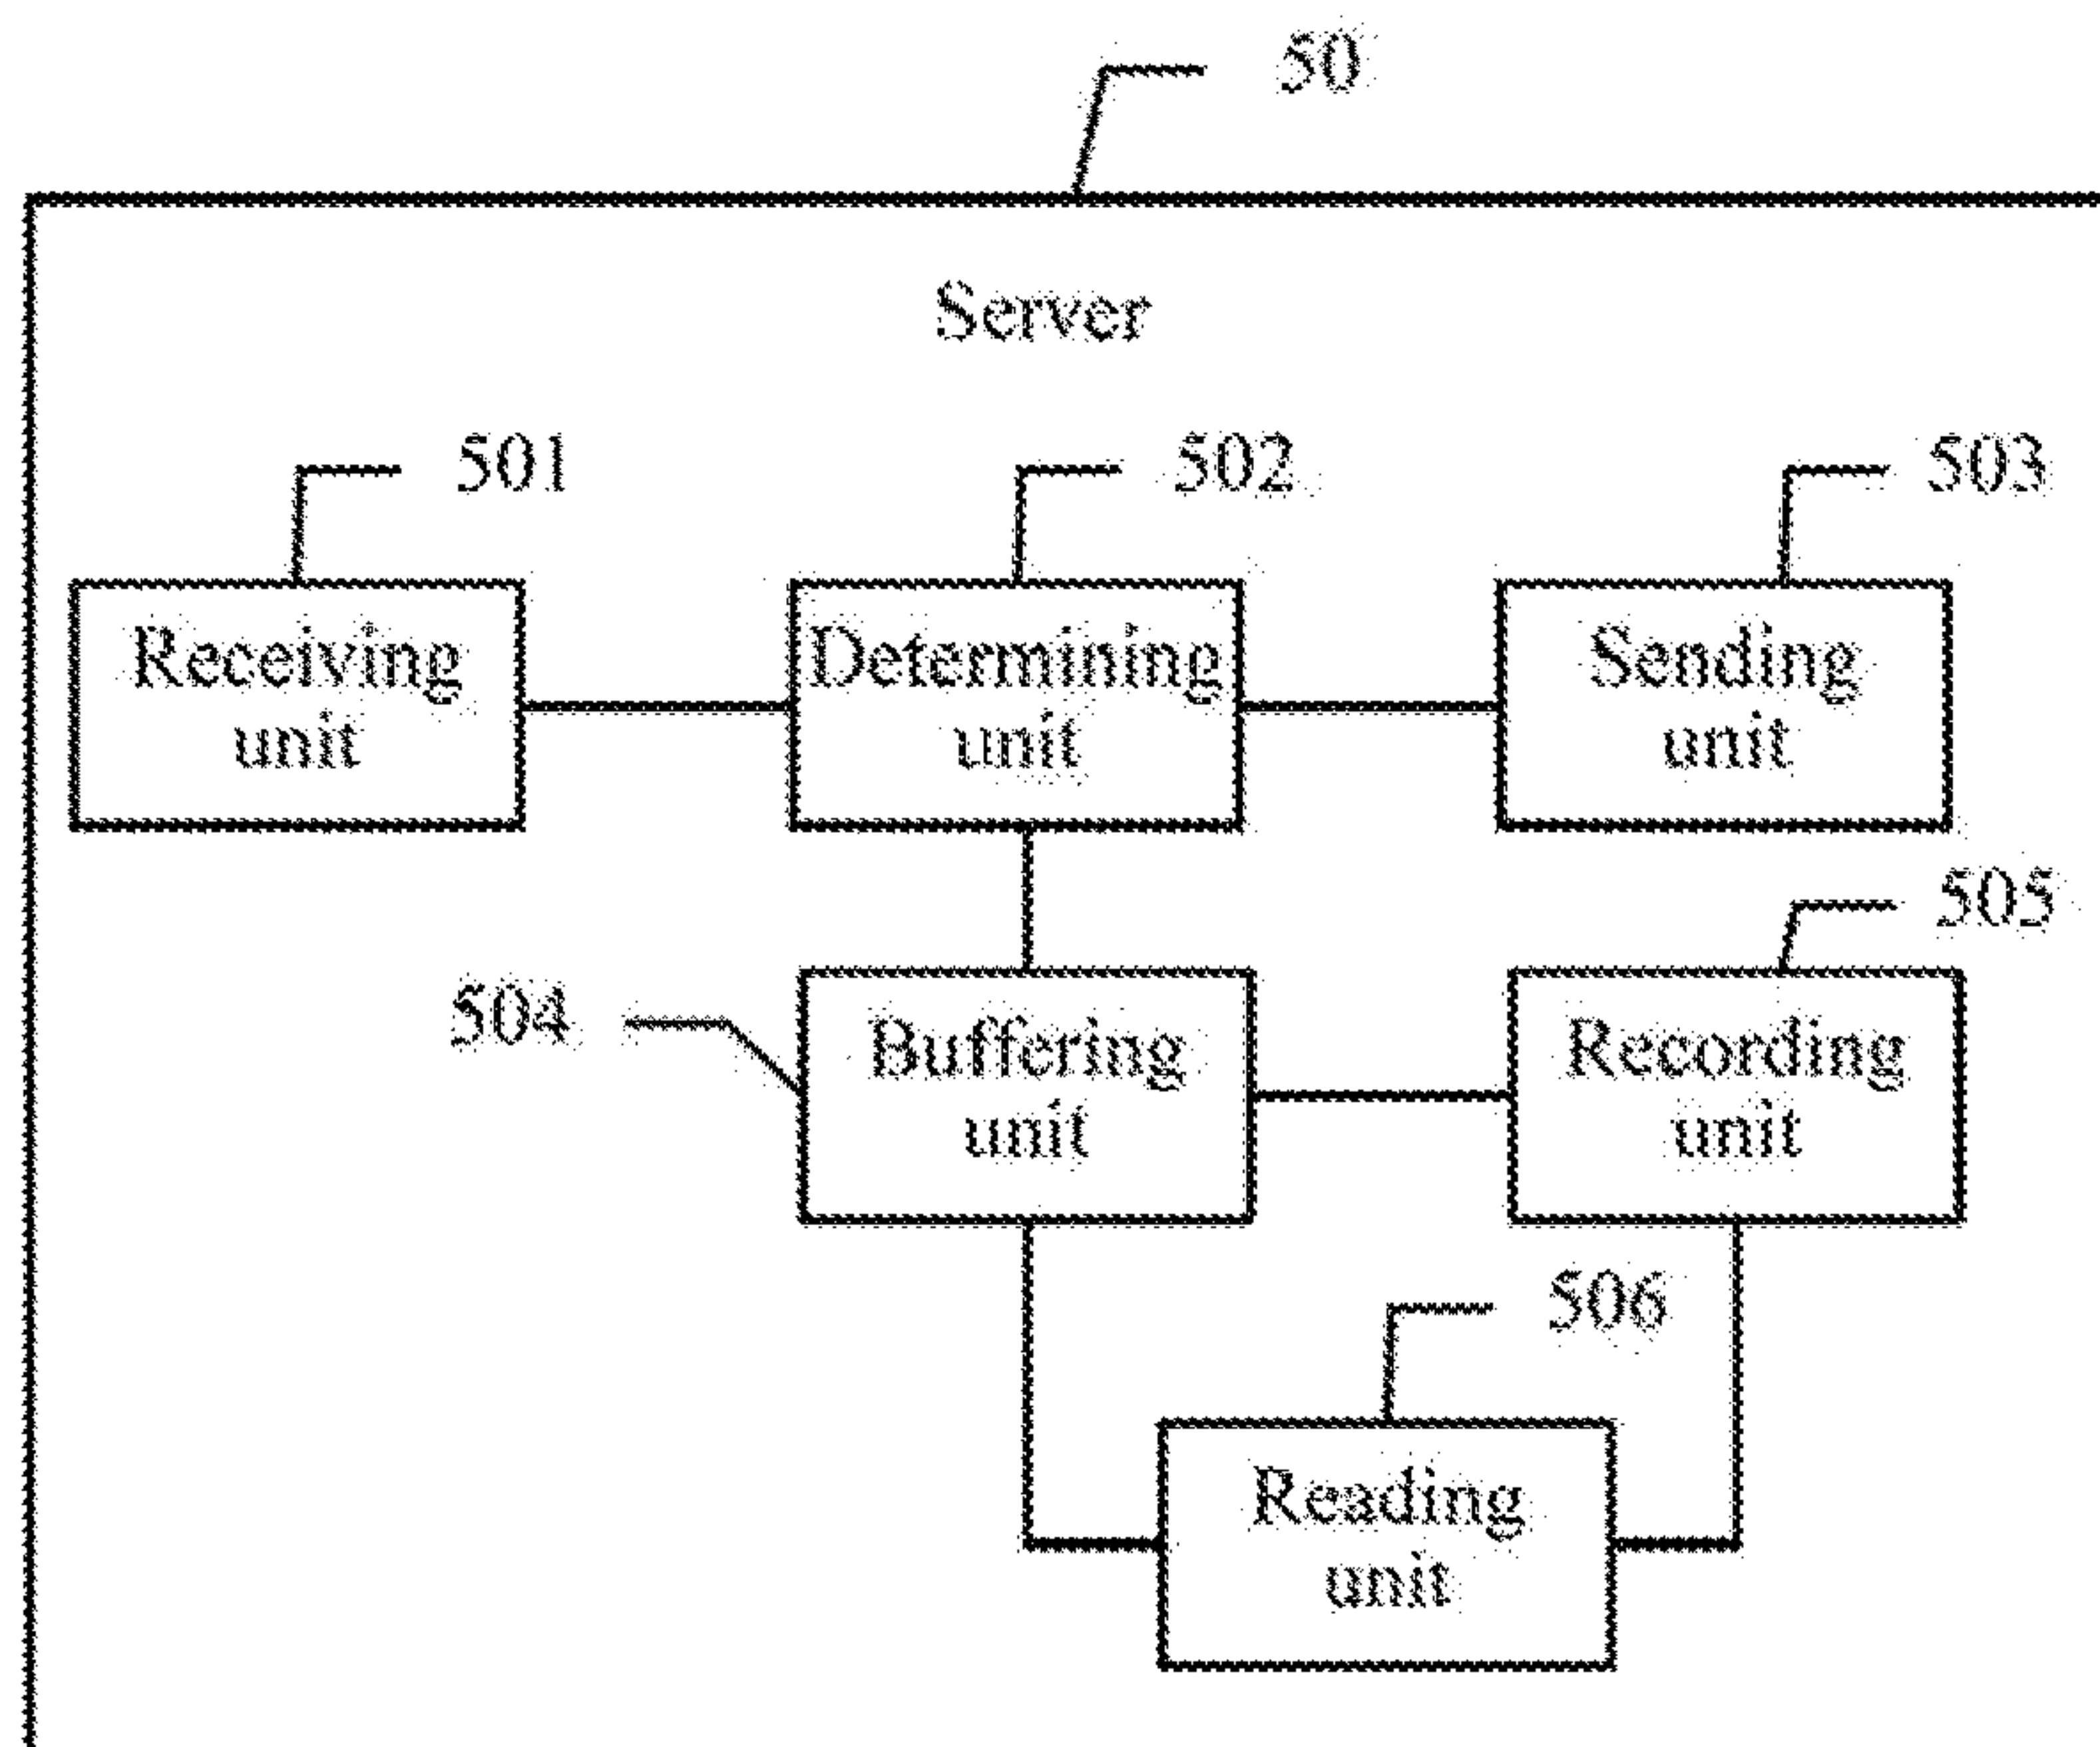 50
Server
501
502
503
Receiving
unit
Determining
unit
Sending
unit
505
504
Buffering
unit
Recording
unit
506
Reading
unit